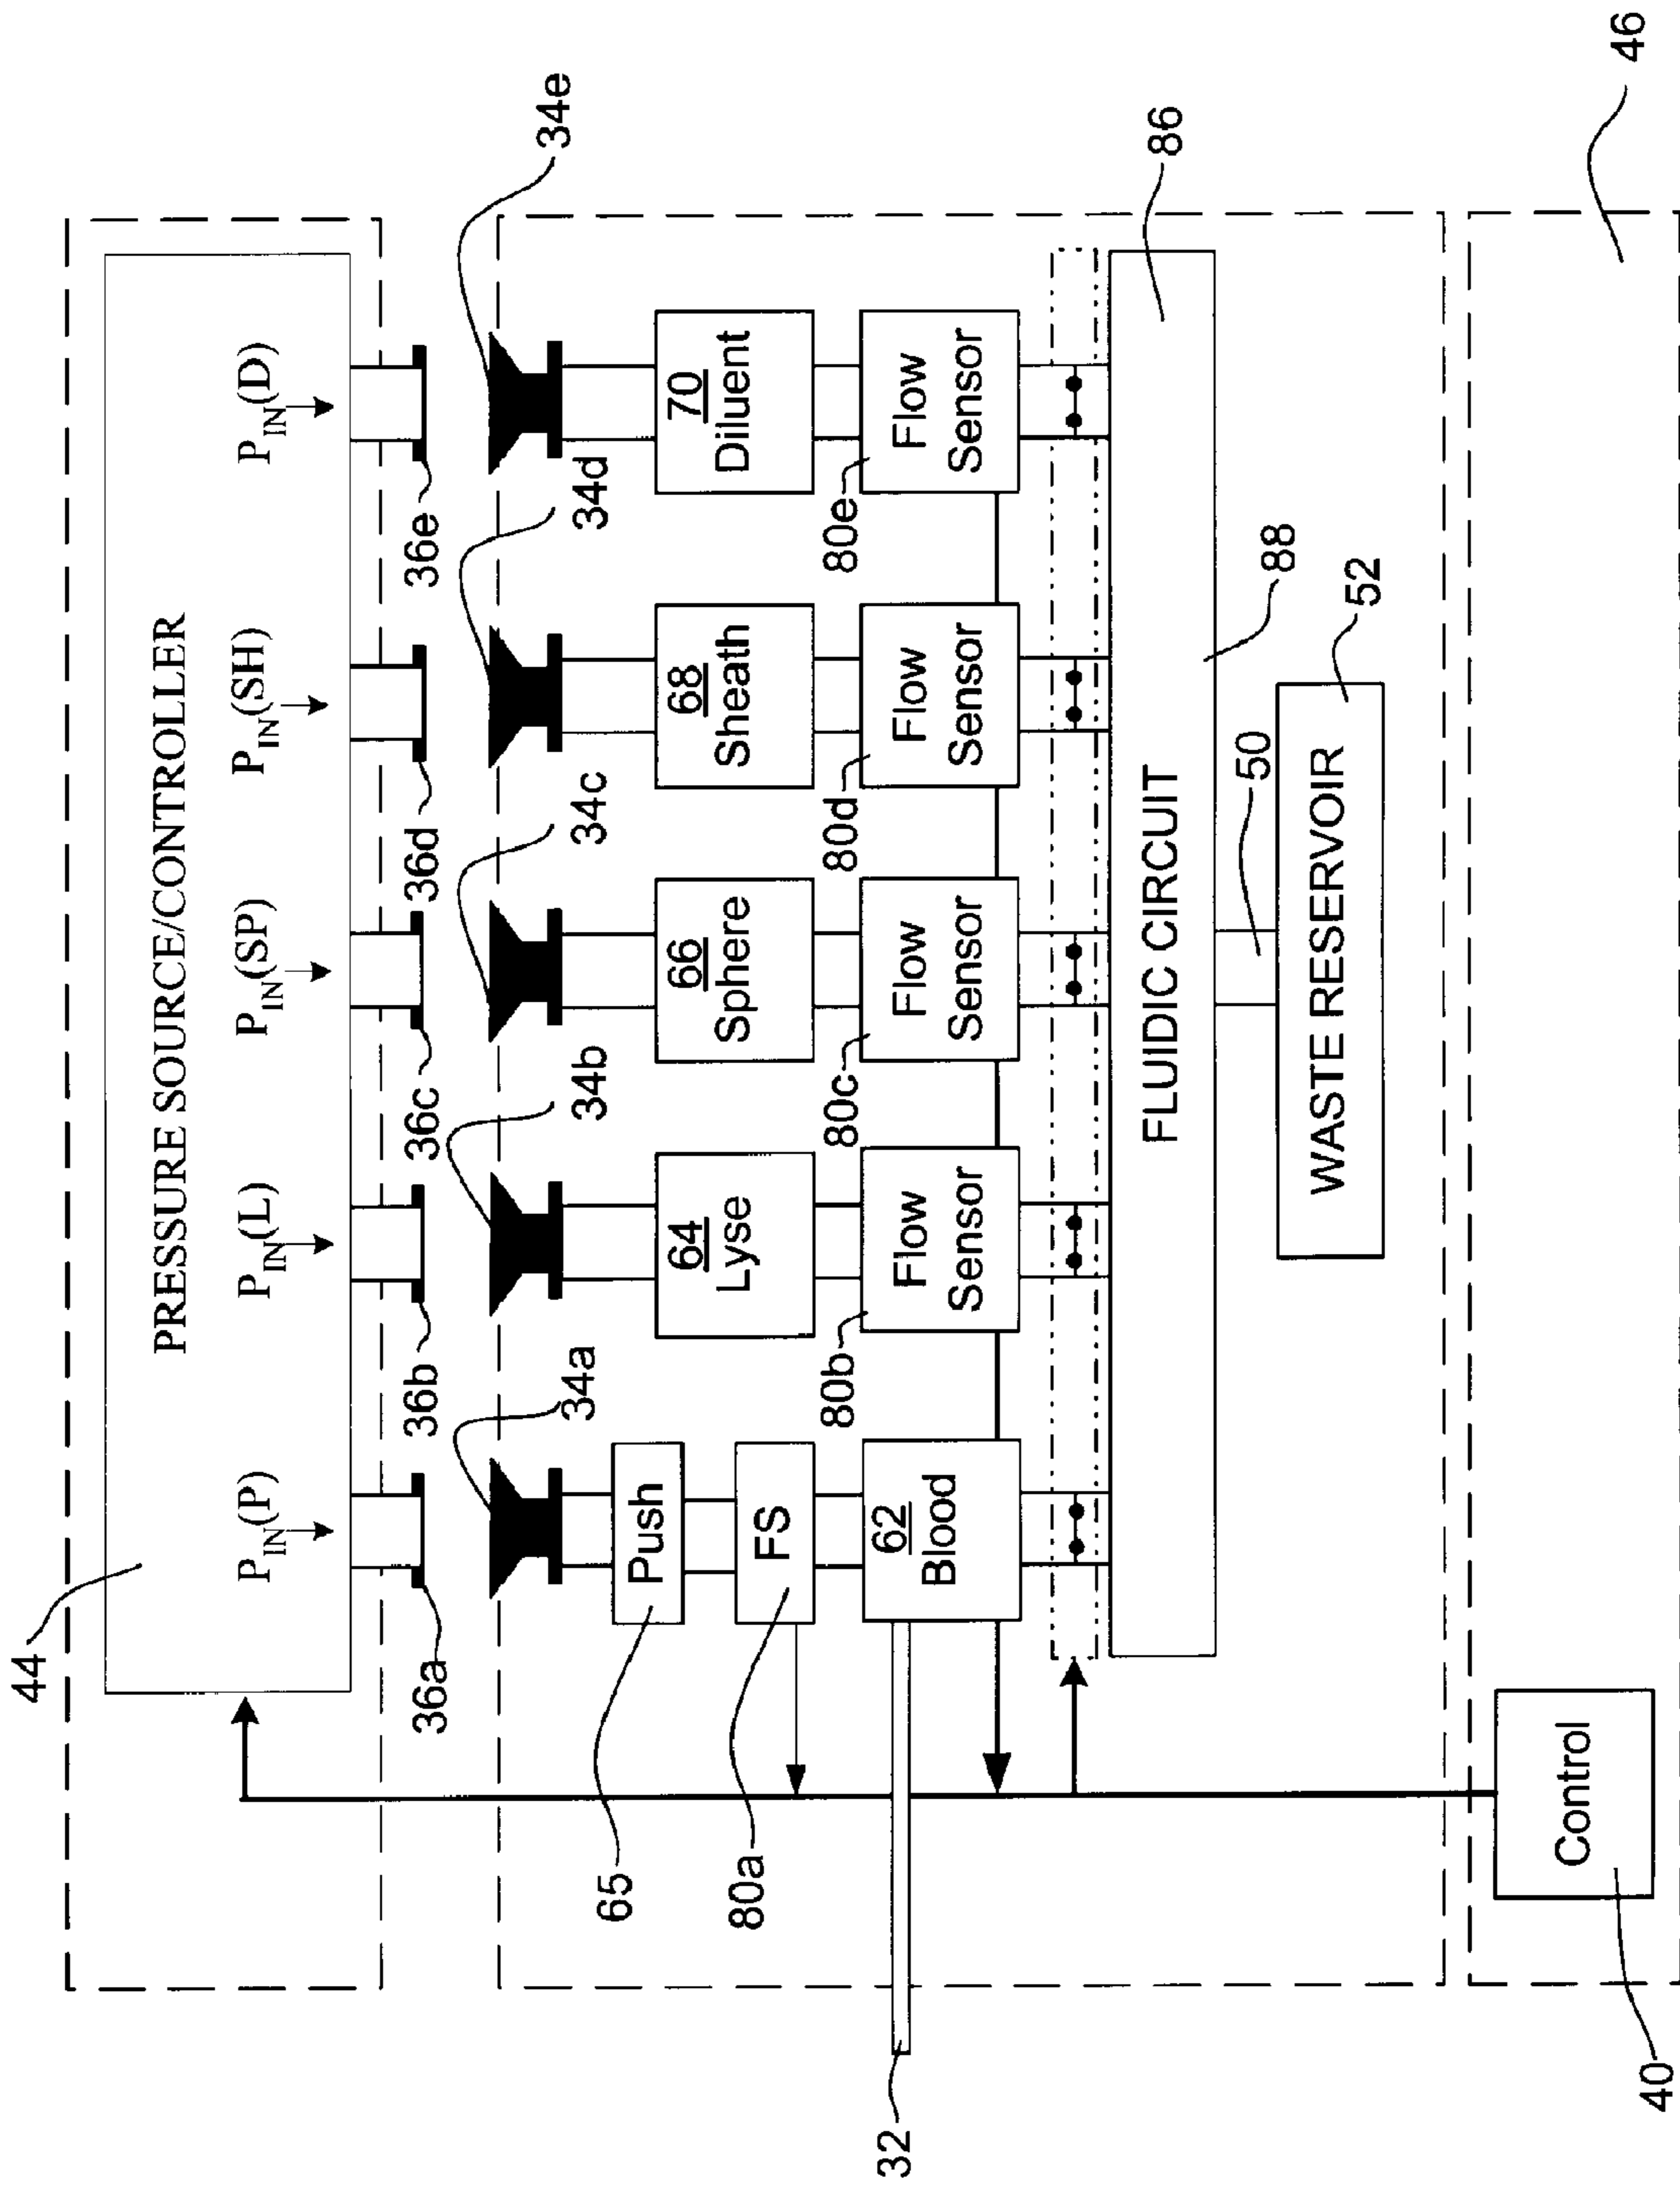 44
PRESSURE SOURCE/CONTROLLER
P_IN(P)
P_IN(L)
P_IN(SP)
P_IN(SH)
P_IN(D)
36a
36b
36c
36d
36e
34a
34b
34c
34d
34e
65
Push
80a
FS
62
Blood
64
Lyse
66
Sphere
68
Sheath
70
Diluent
80b
Flow
Sensor
80c
Flow
Sensor
80d
Flow
Sensor
80e
Flow
Sensor
32
FLUIDIC CIRCUIT
86
88
50
WASTE RESERVOIR
52
Control
40
46